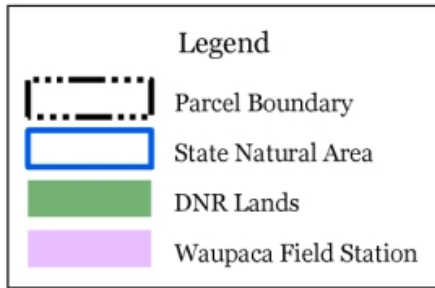 Legend
Parcel Boundary
State Natural Area
DNR Lands
Waupaca Field Station